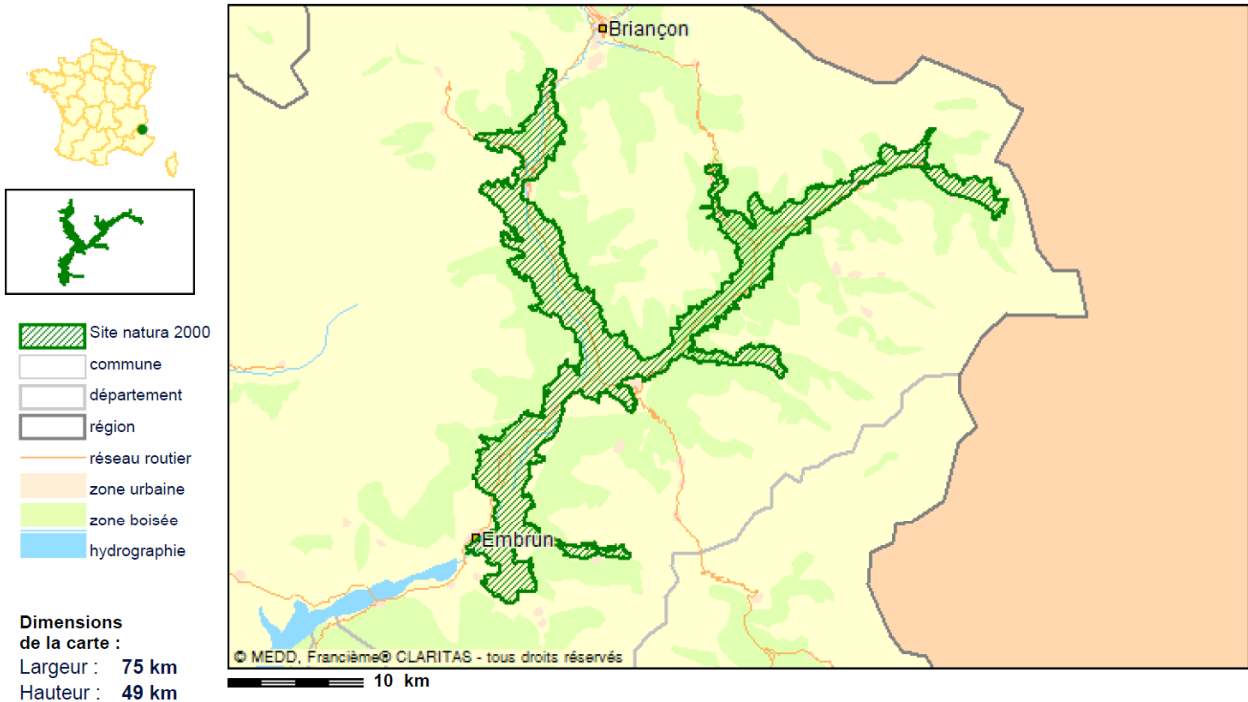 Briançon
Site natura 2000
commune
département
région
réseau routier
zone urbaine
zone boisée
hydrographie
Embrun
Dimensions
de la carte :
Largeur : 75 km
Hauteur : 49 km
© MEDD, Francième® CLARITAS - tous droits réservés
10 km